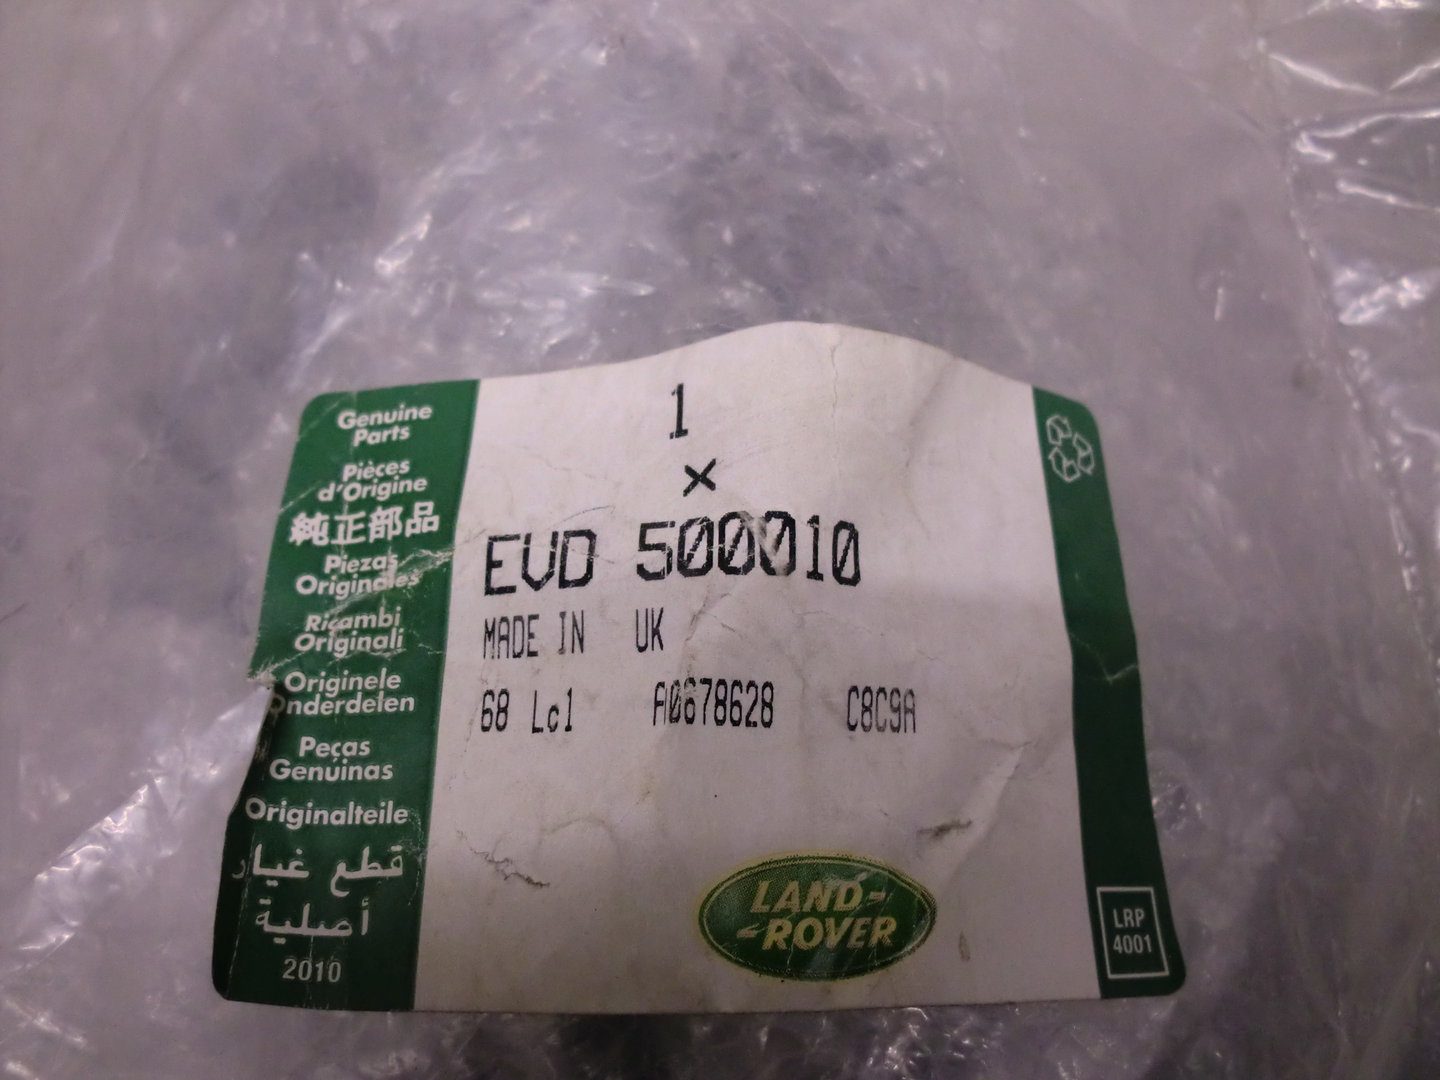 Genuine
Parts
Pièces
d'Origine
純正部品
Piezas
Originales
Ricambi
Originali
Originele
Onderdelen
Peças
Genuinas
Originalteile
قطع غيار
أصلية
2010
1
x
EVD 500010
MADE IN UK
68 Lc1 A0678628 C8C9A
LAND-
-ROVER
LRP
4001